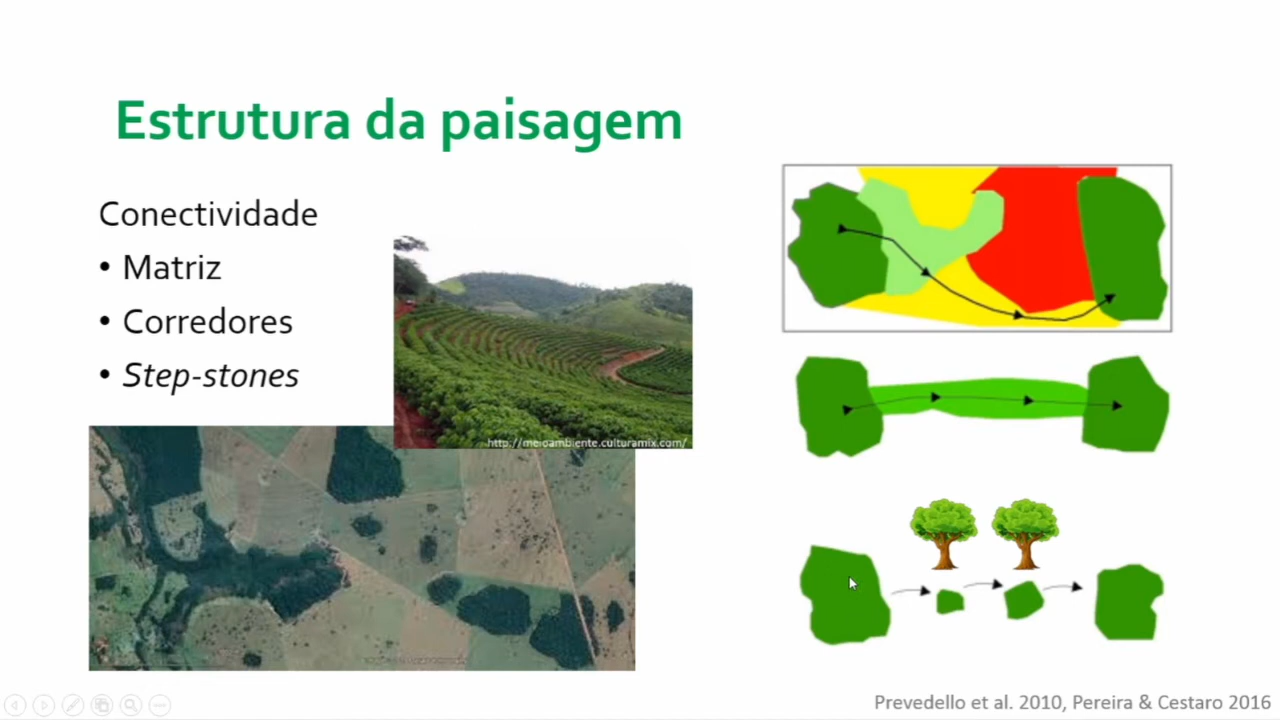 Estrutura da paisagem
Conectividade
• Matriz
• Corredores
• Step-stones
http://meioambiente.culturamix.com/
Prevedello et al. 2010, Pereira & Cestaro 2016